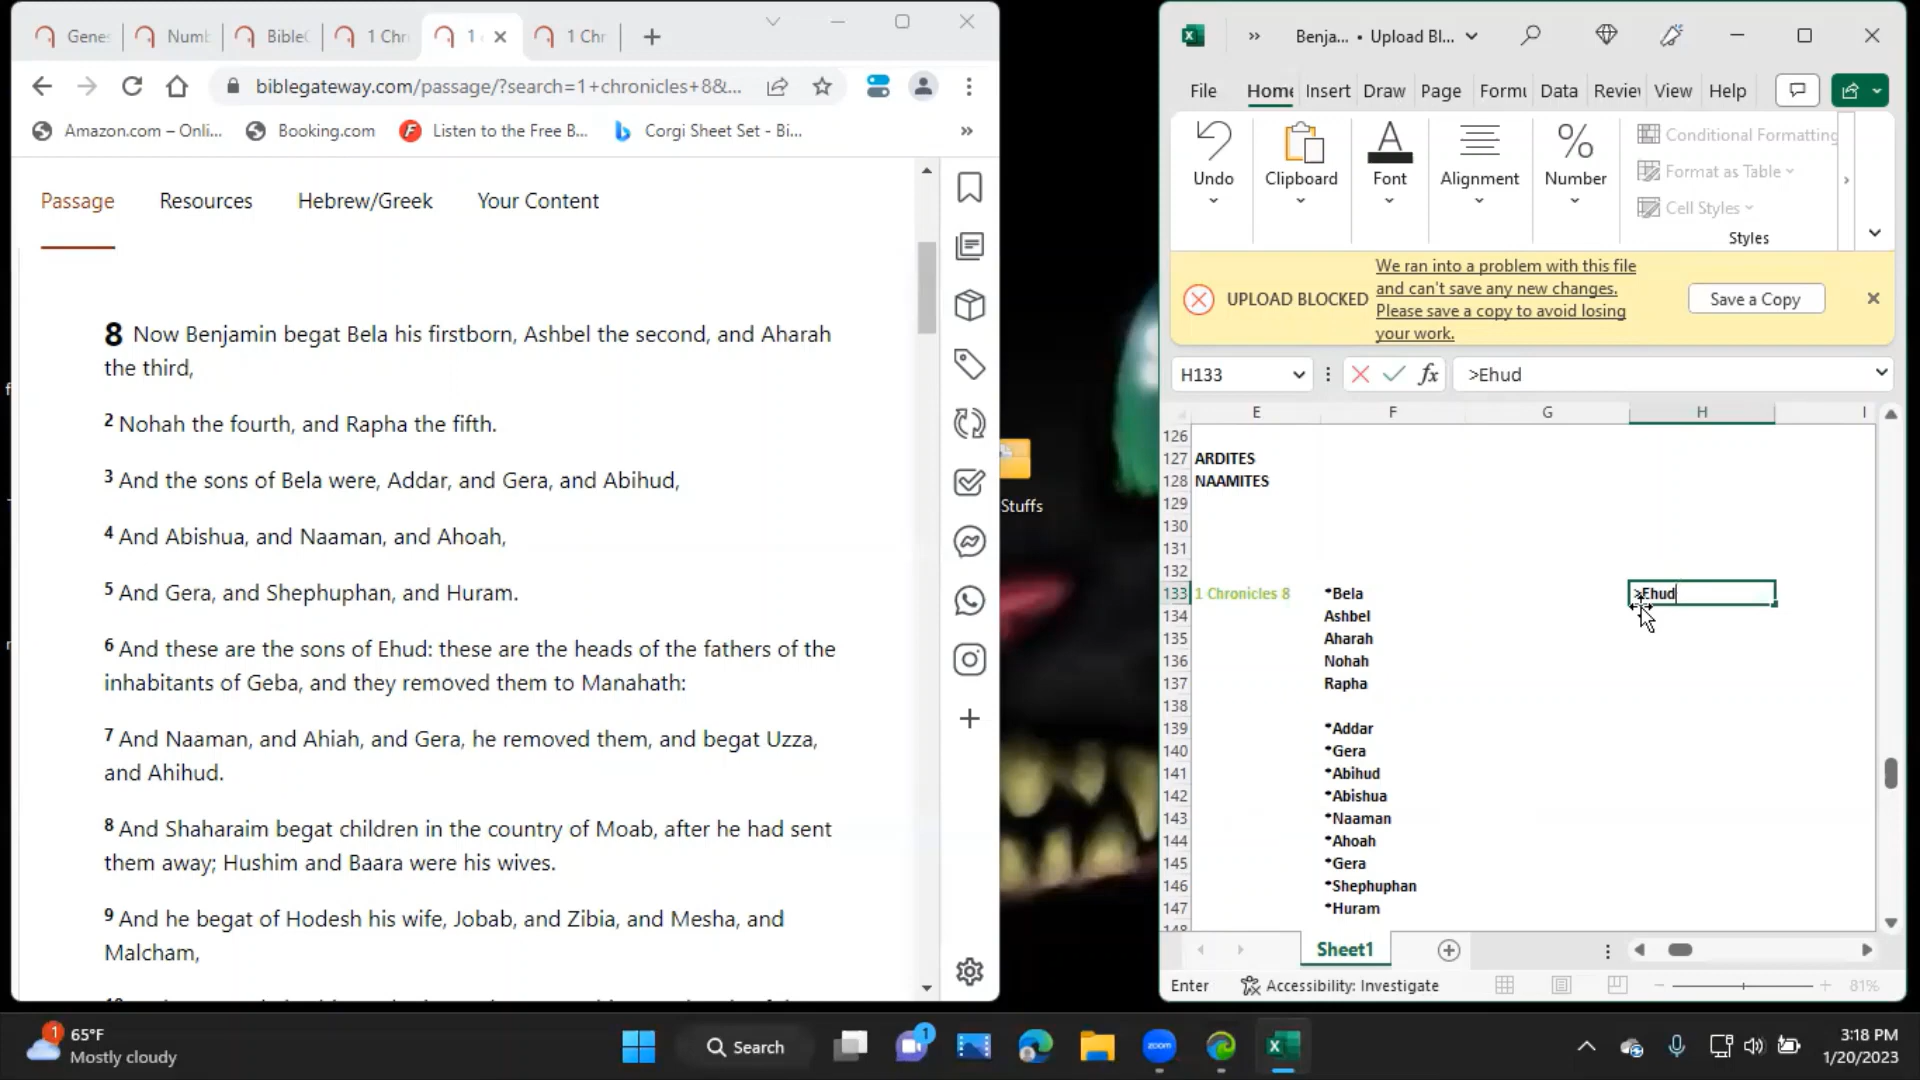 Gene:
Numb
BibleG
1 Chr
1
1 Chr
biblegateway.com/passage/?search=1+chronicles+8&...
Amazon.com – Onli...
Booking.com
Listen to the Free B...
Corgi Sheet Set - Bi...
Passage
Resources
Hebrew/Greek
Your Content
8 Now Benjamin begat Bela his firstborn, Ashbel the second, and Aharah
the third,
2 Nohah the fourth, and Rapha the fifth.
3 And the sons of Bela were, Addar, and Gera, and Abihud,
4 And Abishua, and Naaman, and Ahoah,
5 And Gera, and Shephuphan, and Huram.
6 And these are the sons of Ehud: these are the heads of the fathers of the
inhabitants of Geba, and they removed them to Manahath:
7 And Naaman, and Ahiah, and Gera, he removed them, and begat Uzza,
and Ahihud.
8 And Shaharaim begat children in the country of Moab, after he had sent
them away; Hushim and Baara were his wives.
9 And he begat of Hodesh his wife, Jobab, and Zibia, and Mesha, and
Malcham,
Stuffs
Benja... • Upload Bl...
File
Home
Insert
Draw
Page
Formu
Data
Review
View
Help
Undo
Clipboard
Font
Alignment
Number
Conditional Formatting
Format as Table
Cell Styles
Styles
UPLOAD BLOCKED
We ran into a problem with this file
and can't save any new changes.
Please save a copy to avoid losing
your work.
Save a Copy
H133
fx
>Ehud
E
F
G
H
I
126
127 ARDITES
128 NAAMITES
129
130
131
132
133 1 Chronicles 8 *Bela >Ehud
134 Ashbel
135 Aharah
136 Nohah
137 Rapha
138
139 *Addar
140 *Gera
141 *Abihud
142 *Abishua
143 *Naaman
144 *Ahoah
145 *Gera
146 *Shephuphan
147 *Huram
148
Sheet1
Enter
Accessibility: Investigate
81%
1
65°F
Mostly cloudy
Search
1
zoom
3:18 PM
1/20/2023